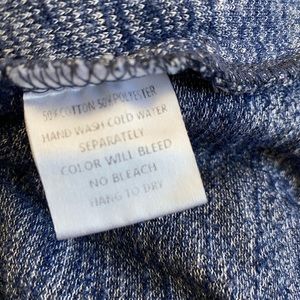 50% COTTON 50% POLYESTER
HAND WASH COLD WATER
SEPARATELY
COLOR WILL BLEED
NO BLEACH
HANG TO DRY